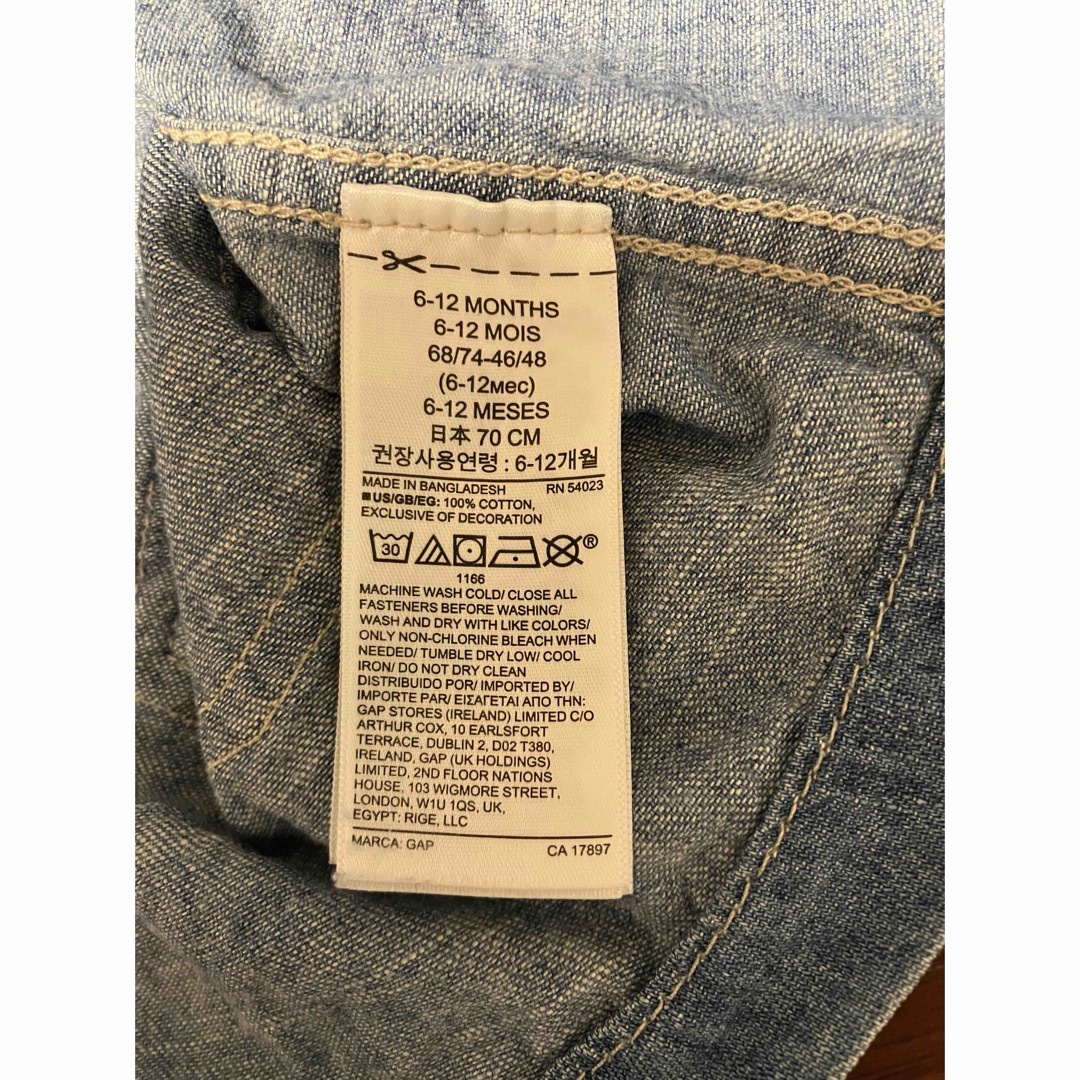 6-12 MONTHS
6-12 MOIS
68/74-46/48
(6-12мес)
6-12 MESES
日本 70 CM
권장사용연령 : 6-12개월
MADE IN BANGLADESH RN 54023
■US/GB/EG: 100% COTTON,
EXCLUSIVE OF DECORATION
30 ®
1166
MACHINE WASH COLD/ CLOSE ALL
FASTENERS BEFORE WASHING/
WASH AND DRY WITH LIKE COLORS/
ONLY NON-CHLORINE BLEACH WHEN
NEEDED/ TUMBLE DRY LOW/ COOL
IRON/ DO NOT DRY CLEAN
DISTRIBUIDO POR/ IMPORTED BY/
IMPORTE PAR/ ΕΙΣΑΓΕΤΑΙ ΑΠΟ ΤΗΝ:
GAP STORES (IRELAND) LIMITED C/O
ARTHUR COX, 10 EARLSFORT
TERRACE, DUBLIN 2, D02 T380,
IRELAND, GAP (UK HOLDINGS)
LIMITED, 2ND FLOOR NATIONS
HOUSE, 103 WIGMORE STREET,
LONDON, W1U 1QS, UK,
EGYPT: RIGE, LLC
MARCA: GAP CA 17897